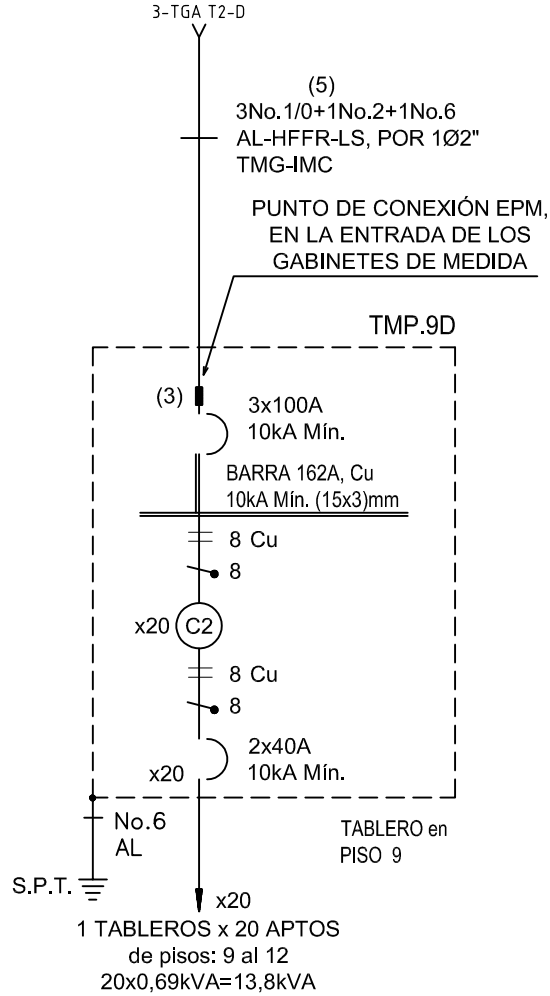 3-TGA T2-D
(5)
3No.1/0+1No.2+1No.6
AL-HFFR-LS, POR 1Ø2"
TMG-IMC
PUNTO DE CONEXIÓN EPM,
EN LA ENTRADA DE LOS
GABINETES DE MEDIDA
TMP.9D
(3)
3x100A
10kA Mín.
BARRA 162A, Cu
10kA Mín. (15x3)mm
8 Cu
8
x20
C2
8 Cu
8
2x40A
x20
10kA Mín.
No.6
AL
TABLERO en
PISO 9
S.P.T.
x20
1 TABLEROS x 20 APTOS
de pisos: 9 al 12
20x0,69kVA=13,8kVA